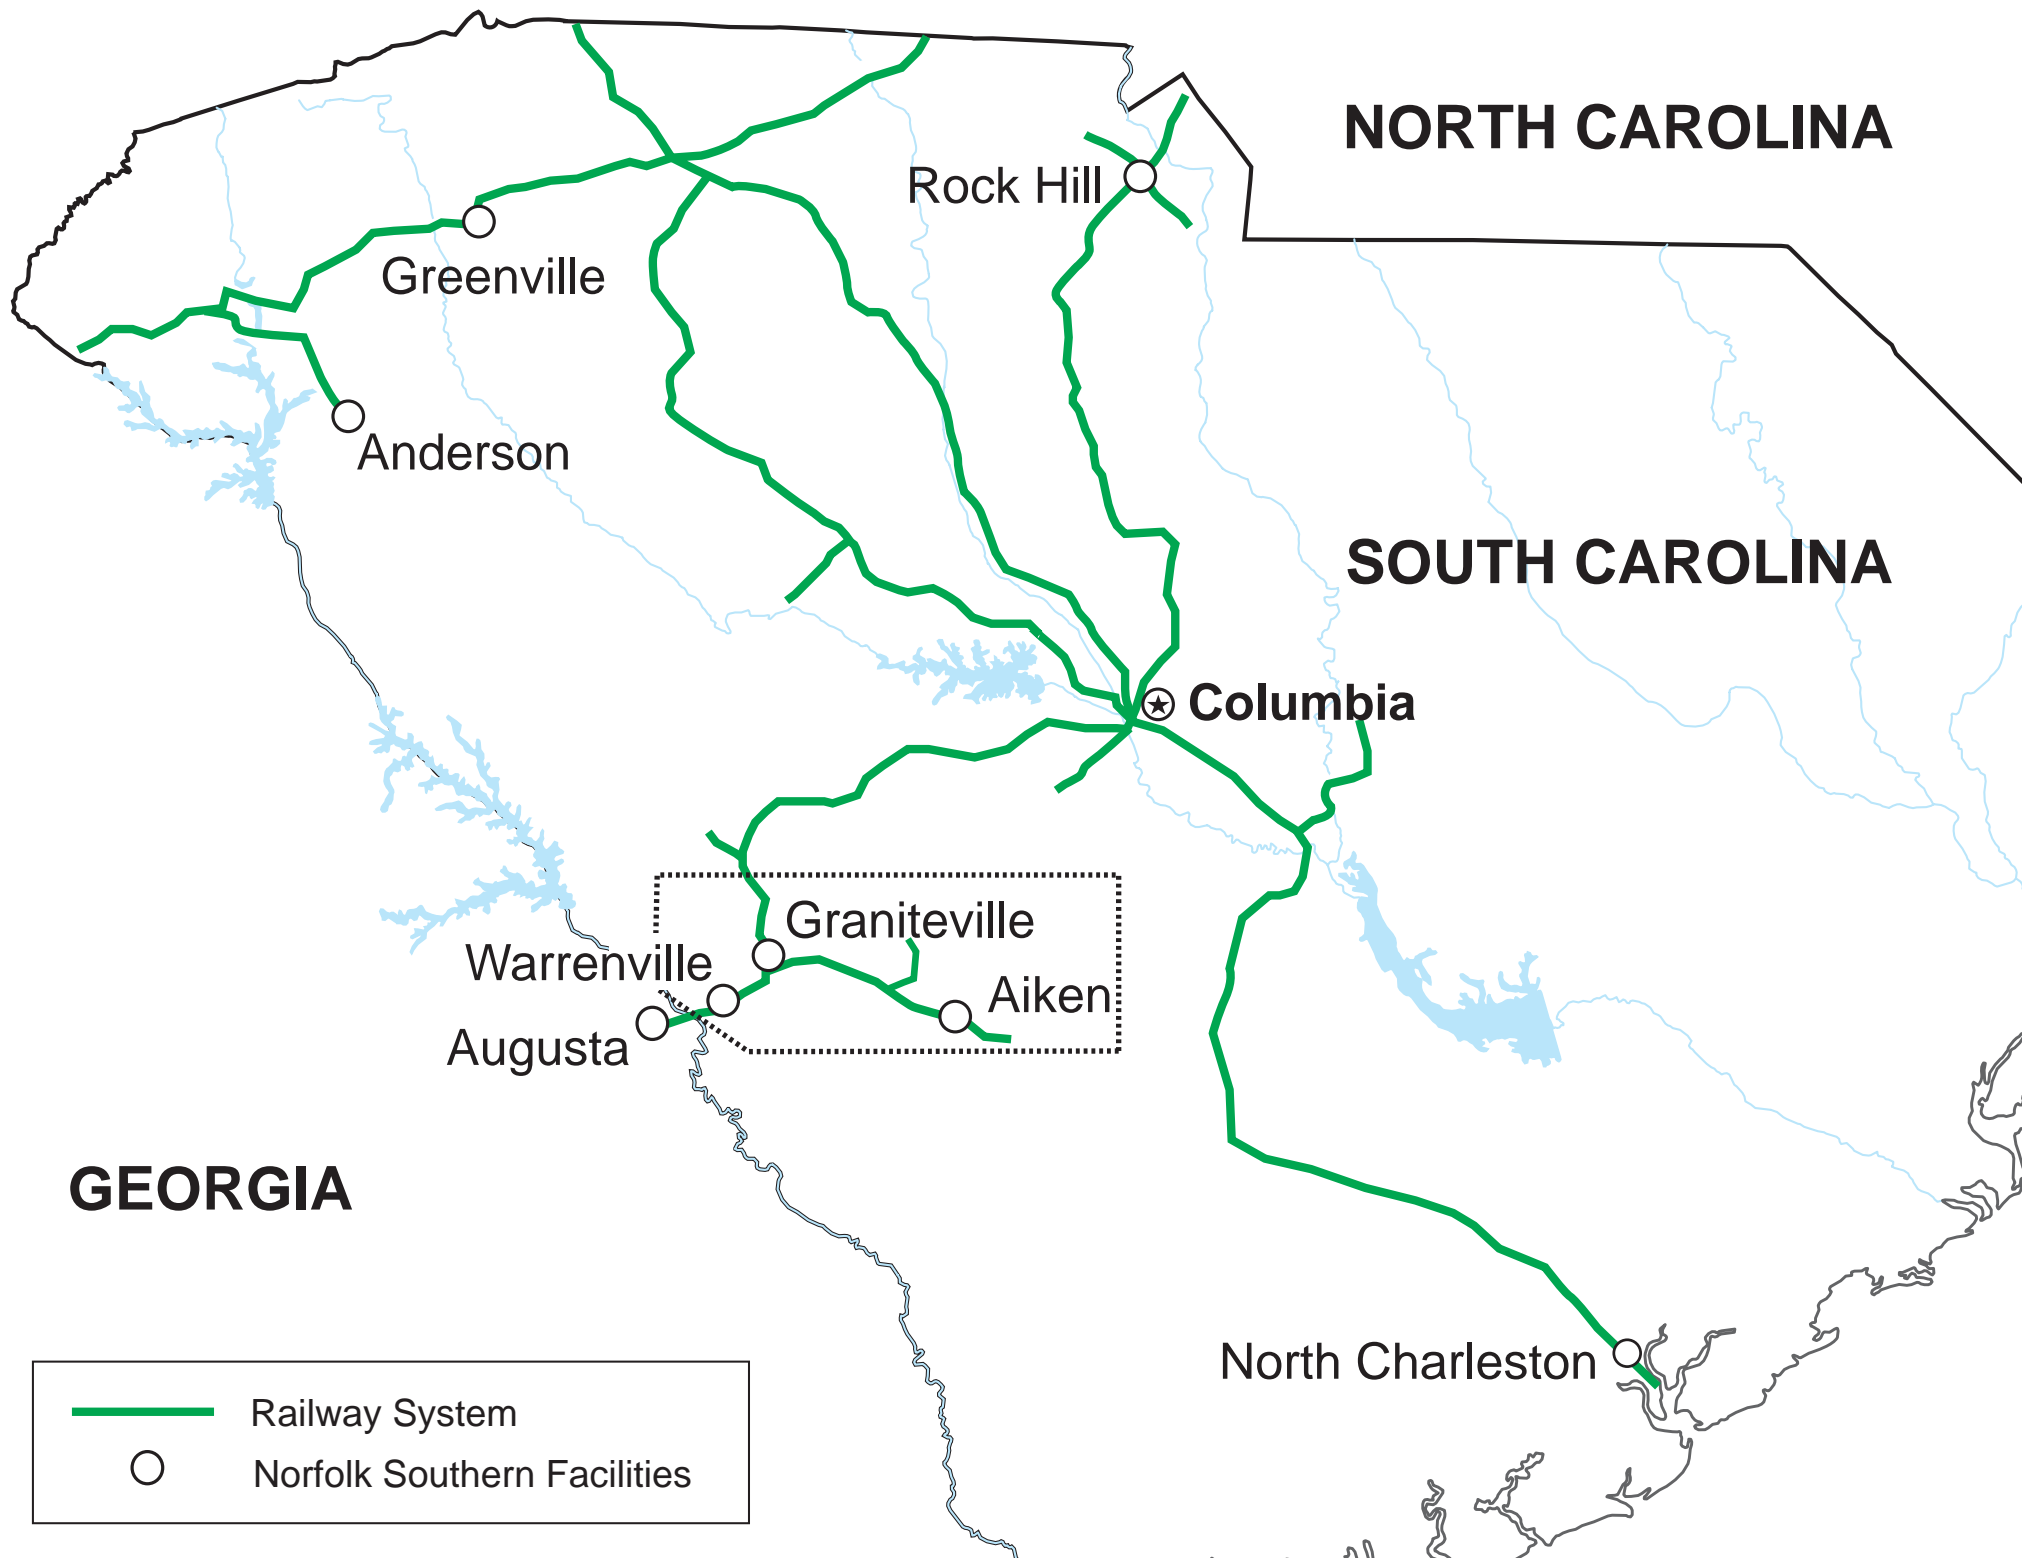 NORTH CAROLINA
Rock Hill
Greenville
Anderson
SOUTH CAROLINA
Columbia
Graniteville
Warrenville
Aiken
Augusta
GEORGIA
North Charleston
Railway System
Norfolk Southern Facilities